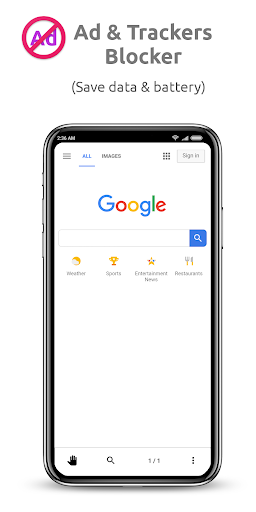 Ad
Ad & Trackers
Blocker
(Save data & battery)
2:36 AM
ALL IMAGES Sign in
Google
Weather Sports Entertainment Restaurants
News
1 / 1